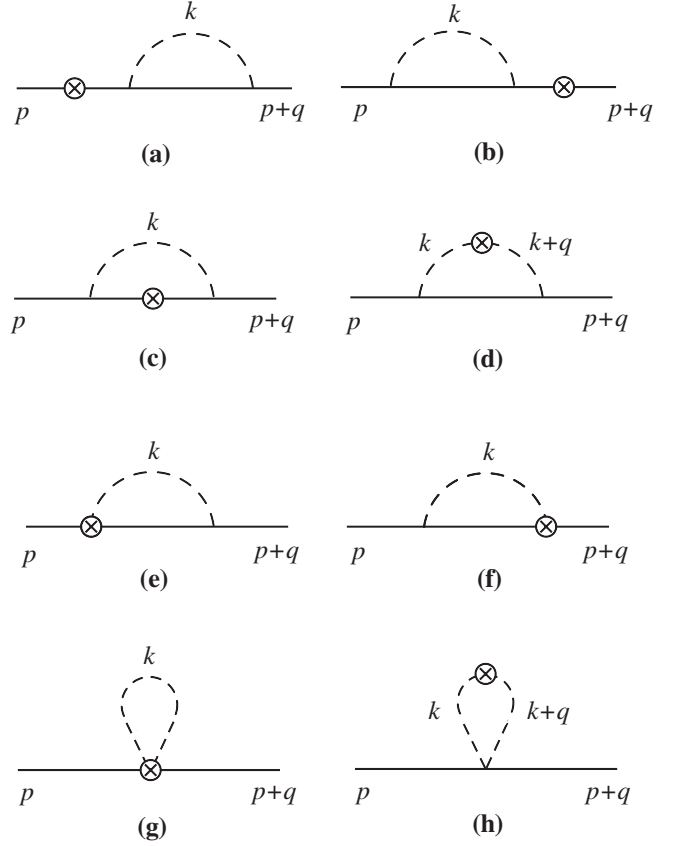 k k
p p+q p p+q
(a) (b)
k k k+q
p p+q p p+q
(c) (d)
k k
p p+q p p+q
(e) (f)
k k k+q
p p+q p p+q
(g) (h)